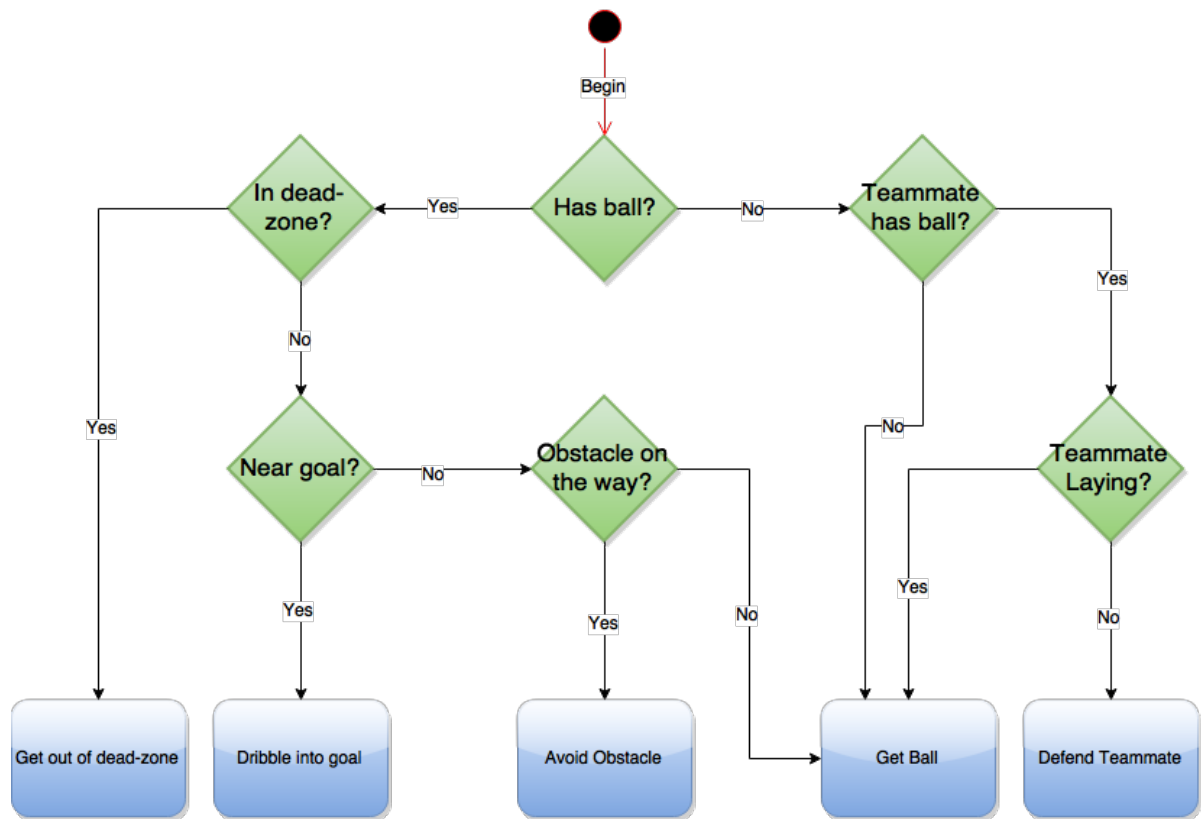 Begin
In dead-
zone?
Yes
Has ball?
No
Teammate
has ball?
Yes
No
Yes
No
Near goal?
No
Obstacle on
the way?
Teammate
Laying?
Yes
Yes
No
Yes
No
Get out of dead-zone
Dribble into goal
Avoid Obstacle
Get Ball
Defend Teammate